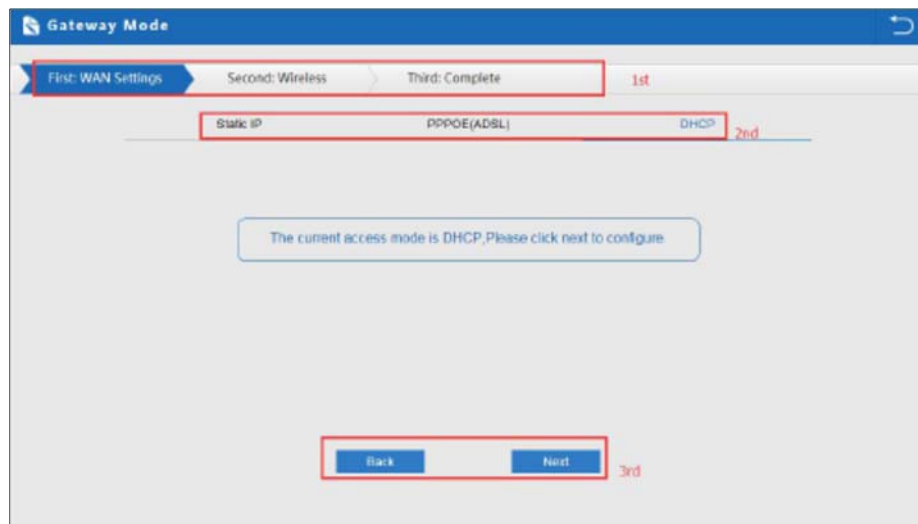 Gateway Mode
First: WAN Settings Second: Wireless Third: Complete 1st
Static IP PPPOE(ADSL) DHCP 2nd
The current access mode is DHCP,Please click next to configure
Back Next 3rd